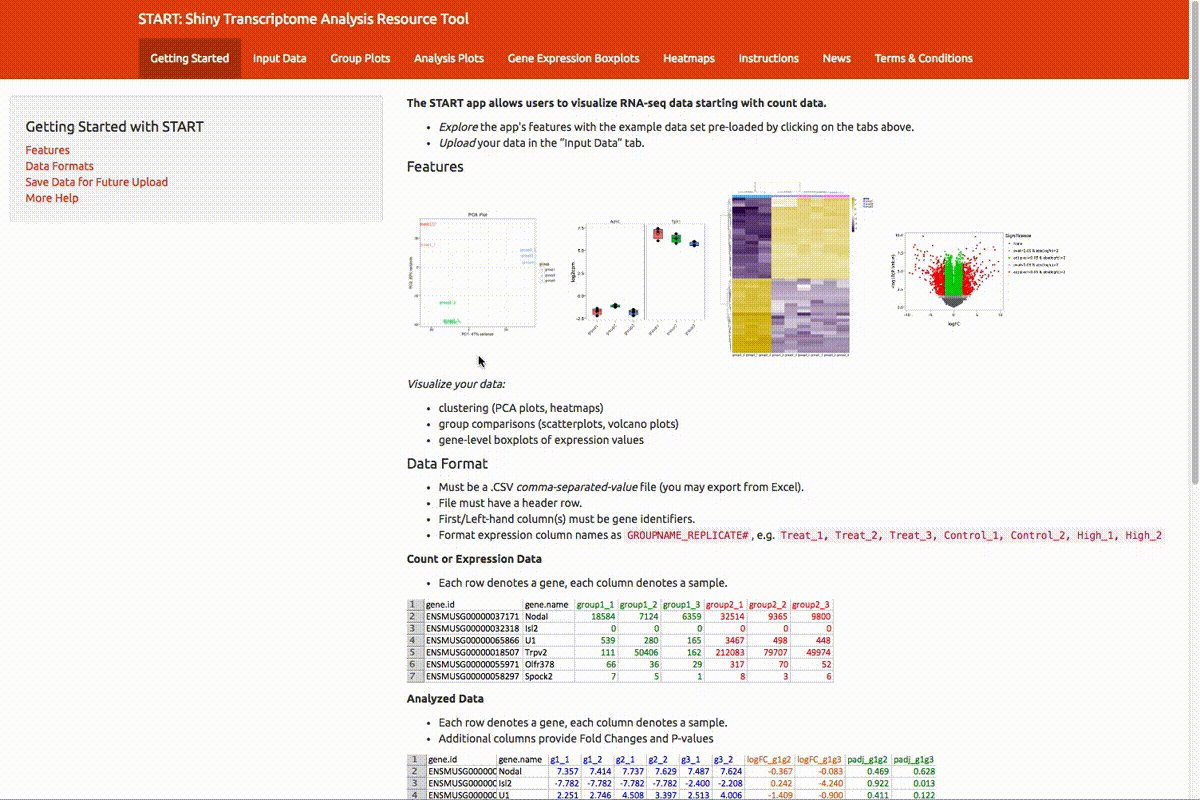 START: Shiny Transcriptome Analysis Resource Tool
Getting Started Input Data Group Plots Analysis Plots Gene Expression Boxplots Heatmaps Instructions News Terms & Conditions
Getting Started with START
Features
Data Formats
Save Data for Future Upload
More Help
The START app allows users to visualize RNA-seq data starting with count data.
• Explore the app's features with the example data set pre-loaded by clicking on the tabs above.
• Upload your data in the "Input Data" tab.
Features
PCA Plot
Significance
logFC
Visualize your data:
• clustering (PCA plots, heatmaps)
• group comparisons (scatterplots, volcano plots)
• gene-level boxplots of expression values
Data Format
• Must be a .CSV comma-separated-value file (you may export from Excel).
• File must have a header row.
• First/Left-hand column(s) must be gene identifiers.
• Format expression column names as GROUPNAME_REPLICATE#, e.g. Treat_1, Treat_2, Treat_3, Control_1, Control_2, High_1, High_2
Count or Expression Data
• Each row denotes a gene, each column denotes a sample.
1 gene.id gene.name group1_1 group1_2 group1_3 group2_1 group2_2 group2_3
2 ENSMUSG00000037171 Nodal 18584 7124 6359 32514 9365 9800
3 ENSMUSG00000032318 Isl2 0 0 0 0 0 0
4 ENSMUSG00000065866 U1 539 280 165 3467 498 448
5 ENSMUSG00000018507 Trpv2 111 50406 162 212083 79707 49974
6 ENSMUSG00000055971 Olfr378 66 36 29 317 70 52
7 ENSMUSG00000058297 Spock2 7 5 1 8 3 6
Analyzed Data
• Each row denotes a gene, each column denotes a sample.
• Additional columns provide Fold Changes and P-values
1 gene.id gene.name g1_1 g1_2 g2_1 g2_2 g3_1 g3_2 logFC_g1g2 logFC_g1g3 padj_g1g2 padj_g1g3
2 ENSMUSG000000 Nodal 7.357 7.414 7.737 7.629 7.487 7.624 -0.367 -0.083 0.469 0.628
3 ENSMUSG000000 Isl2 -7.782 -7.782 -7.782 -7.782 -2.400 -2.208 0.242 -4.240 0.922 0.013
4 ENSMUSG000000 U1 2.251 2.746 4.508 3.397 2.513 4.006 -1.409 -0.900 0.411 0.122